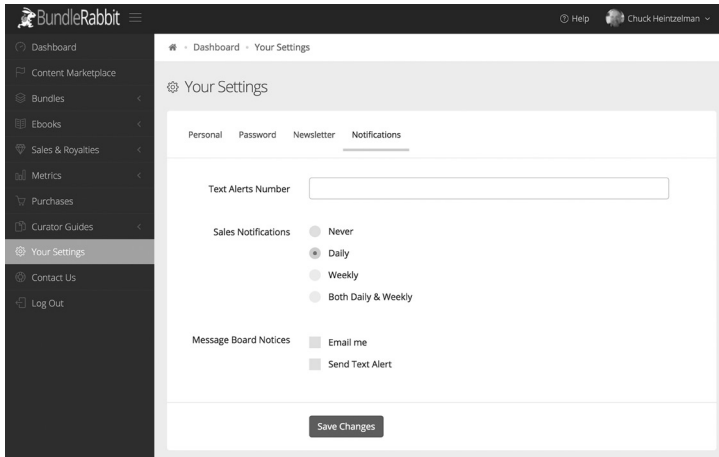 BundleRabbit
Help
Chuck Heintzelman
Dashboard
Content Marketplace
Bundles
Ebooks
Sales & Royalties
Metrics
Purchases
Curator Guides
Your Settings
Contact Us
Log Out
Dashboard Your Settings
Your Settings
Personal Password Newsletter Notifications
Text Alerts Number
Sales Notifications Never
Daily
Weekly
Both Daily & Weekly
Message Board Notices Email me
Send Text Alert
Save Changes